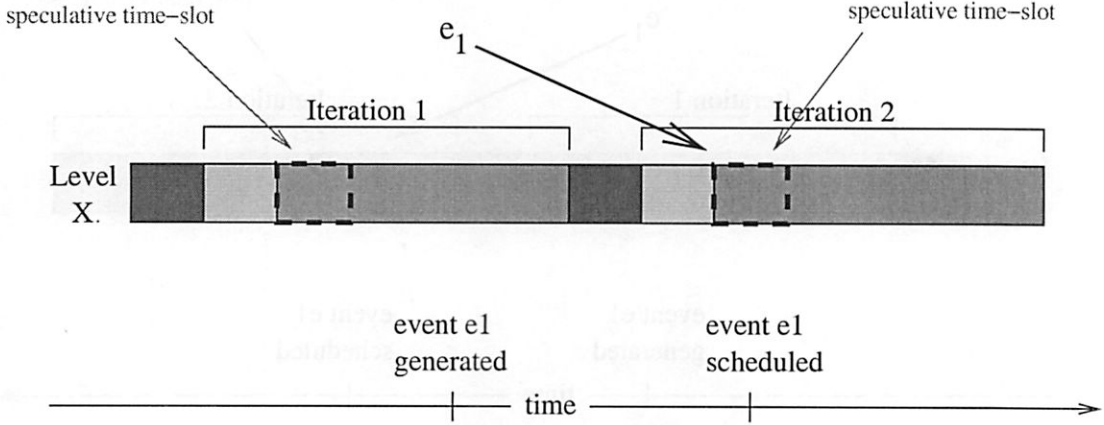 speculative time-slot
speculative time-slot
e1
Iteration 1
Iteration 2
Level
X.
event e1
generated
event e1
scheduled
time